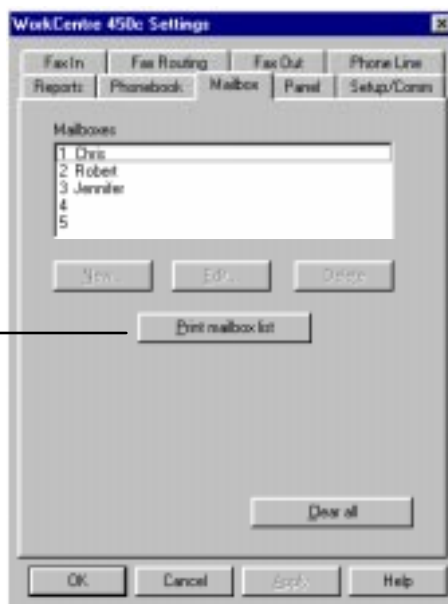 WorkCentre 450c Settings
Fax In Fax Routing Fax Out Phone Line
Reports Phonebook Mailbox Panel Setup/Comm
Mailboxes
1 Chris
2 Robert
3 Jennifer
4
5
New... Edit... Delete
Print mailbox list
Clear all
OK Cancel Apply Help